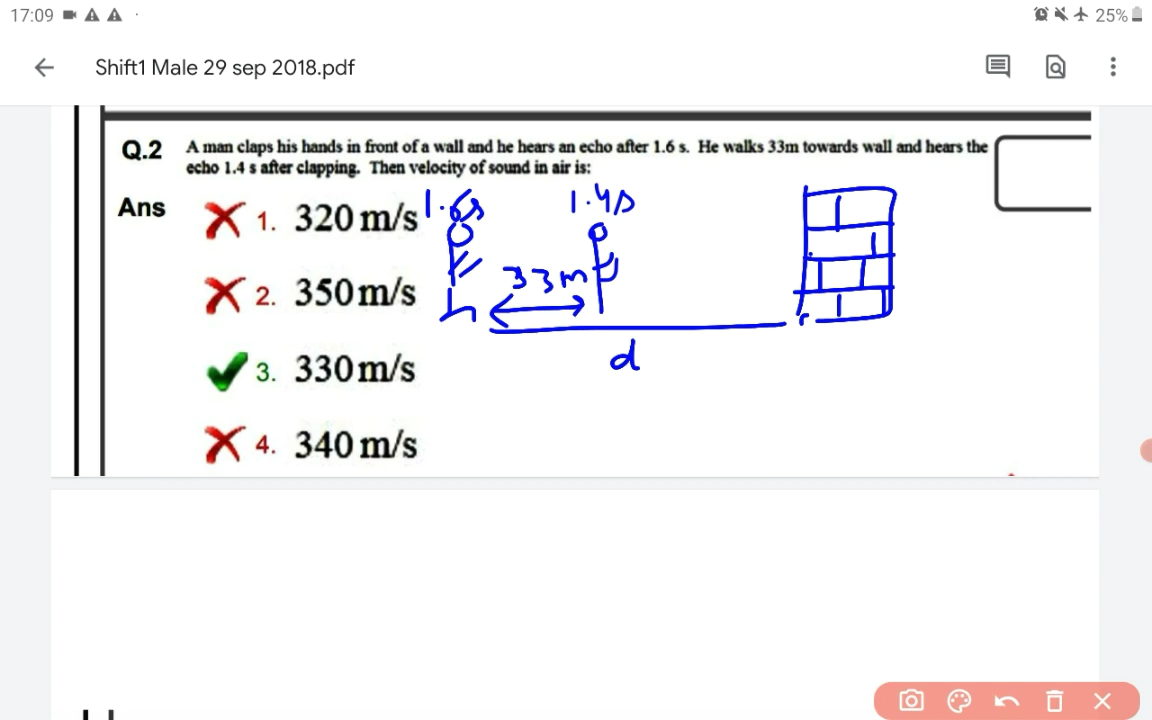 17:09
25%
Shift1 Male 29 sep 2018.pdf
Q.2 A man claps his hands in front of a wall and he hears an echo after 1.6 s. He walks 33m towards wall and hears the
echo 1.4 s after clapping. Then velocity of sound in air is:
Ans
1. 320 m/s
1.6s
1.4s
2. 350 m/s
33m
3. 330 m/s
d
4. 340 m/s